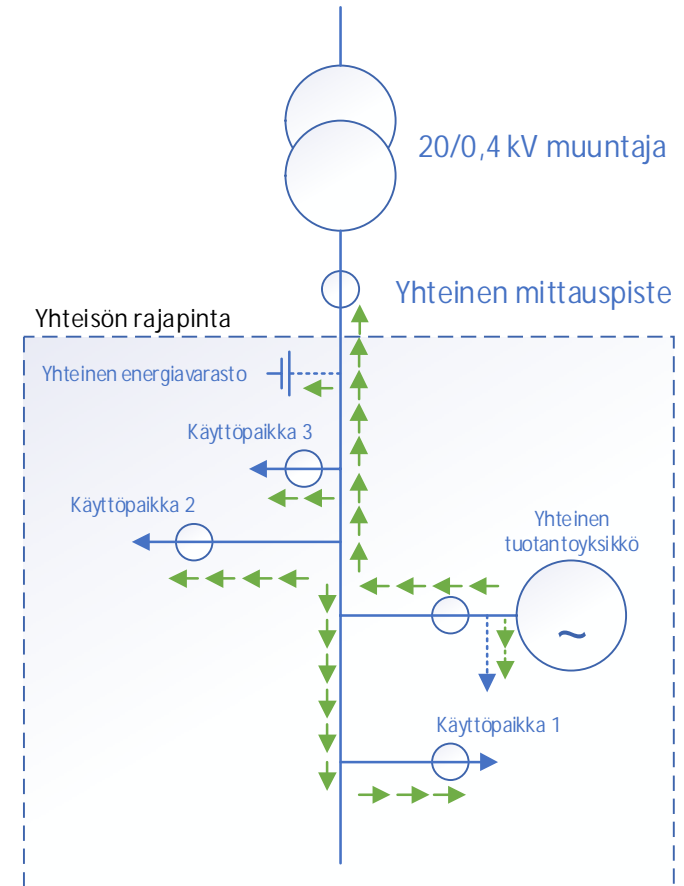 20/0,4 kV muuntaja
Yhteinen mittauspiste
Yhteisön rajapinta
Yhteinen energiavarasto
Käyttöpaikka 3
Käyttöpaikka 2
Yhteinen
tuotantoyksikkö
~
Käyttöpaikka 1